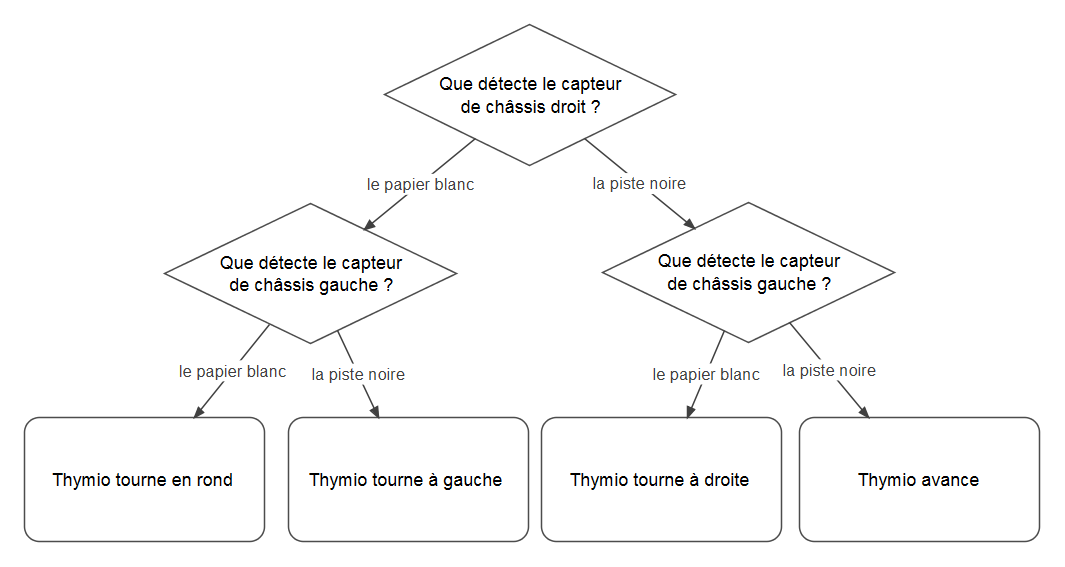 Que détecte le capteur
de châssis droit ?
le papier blanc
la piste noire
Que détecte le capteur
de châssis gauche ?
Que détecte le capteur
de châssis gauche ?
le papier blanc
la piste noire
le papier blanc
la piste noire
Thymio tourne en rond
Thymio tourne à gauche
Thymio tourne à droite
Thymio avance